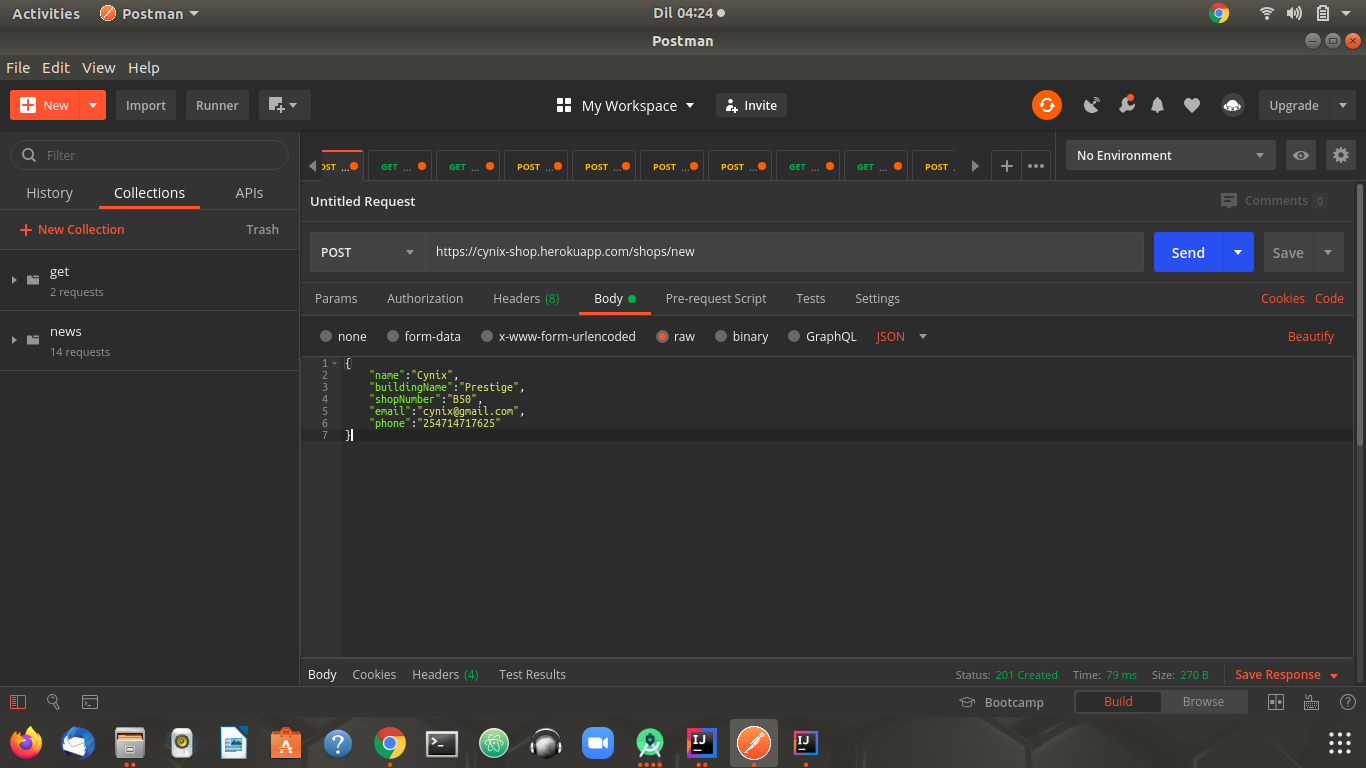 Activities Postman Dil 04:24
Postman
File Edit View Help
New Import Runner My Workspace Invite Upgrade
Filter
OST ... GET ... GET ... POST ... POST ... POST ... POST ... GET ... GET ... POST .
No Environment
History Collections APIs
Untitled Request Comments 0
New Collection Trash
POST https://cynix-shop.herokuapp.com/shops/new Send Save
get
2 requests
Params Authorization Headers (8) Body Pre-request Script Tests Settings Cookies Code
news
14 requests
none form-data x-www-form-urlencoded raw binary GraphQL JSON Beautify
1 {
2 "name":"Cynix",
3 "buildingName":"Prestige",
4 "shopNumber":"B50",
5 "email":"cynix@gmail.com",
6 "phone":"254714717625"
7 }
Body Cookies Headers (4) Test Results Status: 201 Created Time: 79 ms Size: 270 B Save Response
Bootcamp Build Browse